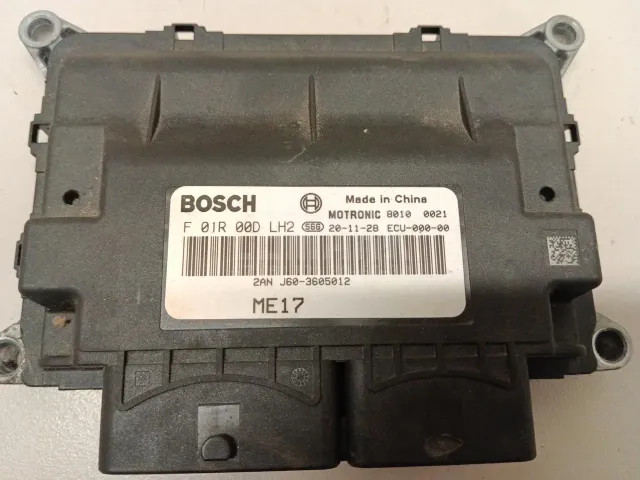 BOSCH
Made in China
MOTRONIC 8010 0021
F 01R 00D LH2 SGG 20-11-28 ECU-000-00
2AN J60-3605012
ME17